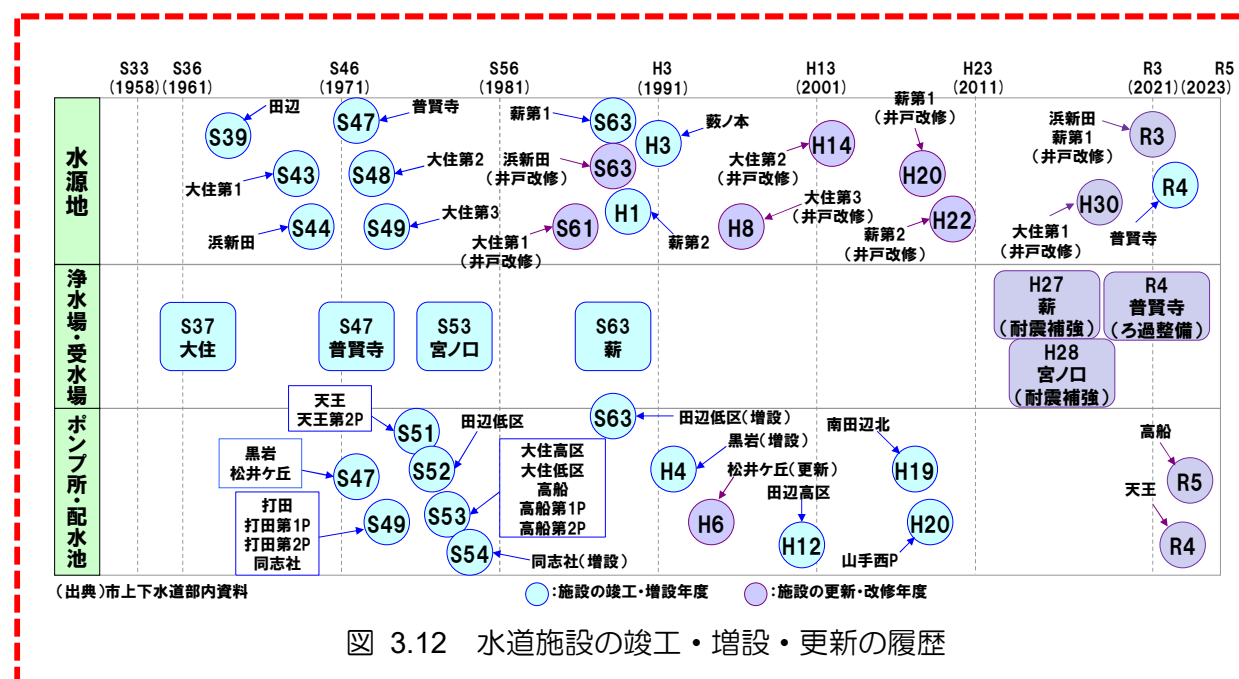 S33
(1958)
S36
(1961)
S46
(1971)
S56
(1981)
H3
(1991)
H13
(2001)
H23
(2011)
R3
(2021)
R5
(2023)
水源地
田辺
S39
S47
普賢寺
大住第1
S43
S48
大住第2
浜新田
S44
S49
大住第3
薪第1
S63
浜新田
(井戸改修)
S63
大住第1
(井戸改修)
S61
H1
薪第2
H3
薮ノ本
大住第2
(井戸改修)
H14
H8
大住第3
(井戸改修)
薪第1
(井戸改修)
H20
薪第2
(井戸改修)
H22
浜新田
薪第1
(井戸改修)
R3
大住第1
(井戸改修)
H30
普賢寺
R4
浄水場・受水場
S37
大住
S47
普賢寺
S53
宮ノ口
S63
薪
H27
薪
(耐震補強)
H28
宮ノ口
(耐震補強)
R4
普賢寺
(ろ過整備)
ポンプ所・配水池
天王
天王第2P
S51
黒岩
松井ケ丘
S47
田辺低区
S52
打田
打田第1P
打田第2P
同志社
S49
S53
大住高区
大住低区
高船
高船第1P
高船第2P
S54
同志社(増設)
S63
田辺低区(増設)
H4
黒岩(増設)
松井ケ丘(更新)
H6
田辺高区
H12
南田辺北
H19
H20
山手西P
高船
R5
天王
R4
(出典)市上下水道部内資料
:施設の竣工・増設年度
:施設の更新・改修年度
図 3.12 水道施設の竣工・増設・更新の履歴